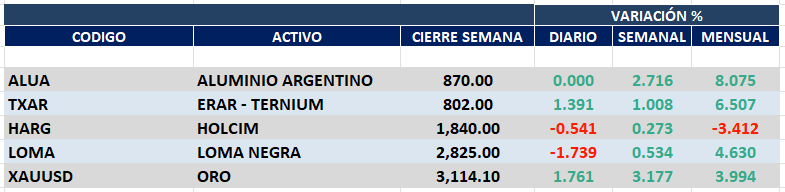 VARIACIÓN %
CODIGO ACTIVO CIERRE SEMANA DIARIO SEMANAL MENSUAL
ALUA ALUMINIO ARGENTINO 870.00 0.000 2.716 8.075
TXAR ERAR - TERNIUM 802.00 1.391 1.008 6.507
HARG HOLCIM 1,840.00 -0.541 0.273 -3.412
LOMA LOMA NEGRA 2,825.00 -1.739 0.534 4.630
XAUUSD ORO 3,114.10 1.761 3.177 3.994